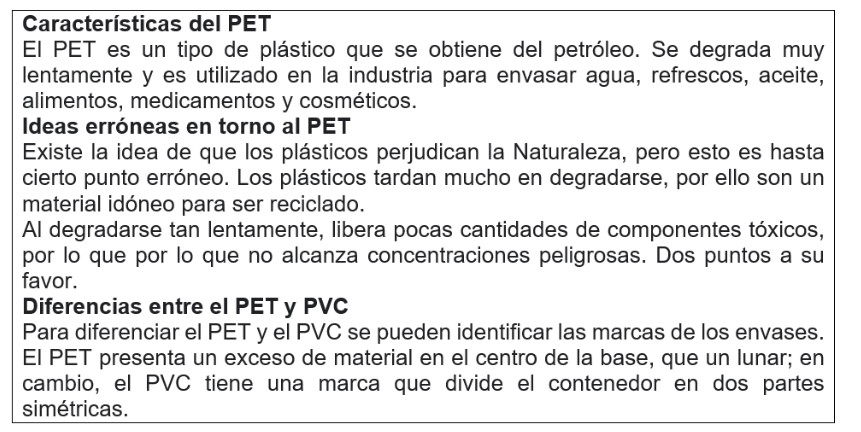 Características del PET
El PET es un tipo de plástico que se obtiene del petróleo. Se degrada muy
lentamente y es utilizado en la industria para envasar agua, refrescos, aceite,
alimentos, medicamentos y cosméticos.
Ideas erróneas en torno al PET
Existe la idea de que los plásticos perjudican la Naturaleza, pero esto es hasta
cierto punto erróneo. Los plásticos tardan mucho en degradarse, por ello son un
material idóneo para ser reciclado.
Al degradarse tan lentamente, libera pocas cantidades de componentes tóxicos,
por lo que por lo que no alcanza concentraciones peligrosas. Dos puntos a su
favor.
Diferencias entre el PET y PVC
Para diferenciar el PET y el PVC se pueden identificar las marcas de los envases.
El PET presenta un exceso de material en el centro de la base, que un lunar; en
cambio, el PVC tiene una marca que divide el contenedor en dos partes
simétricas.